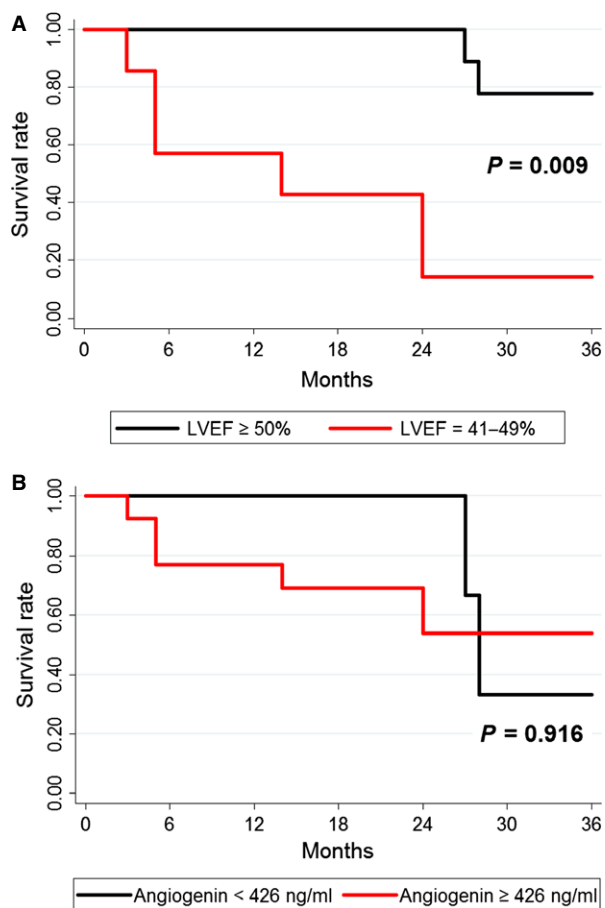 A
1.00
0.80
0.60
0.40
0.20
0.00
Survival rate
P = 0.009
0 6 12 18 24 30 36
Months
LVEF ≥ 50% LVEF = 41–49%
B
1.00
0.80
0.60
0.40
0.20
0.00
Survival rate
P = 0.916
0 6 12 18 24 30 36
Months
Angiogenin < 426 ng/ml Angiogenin ≥ 426 ng/ml